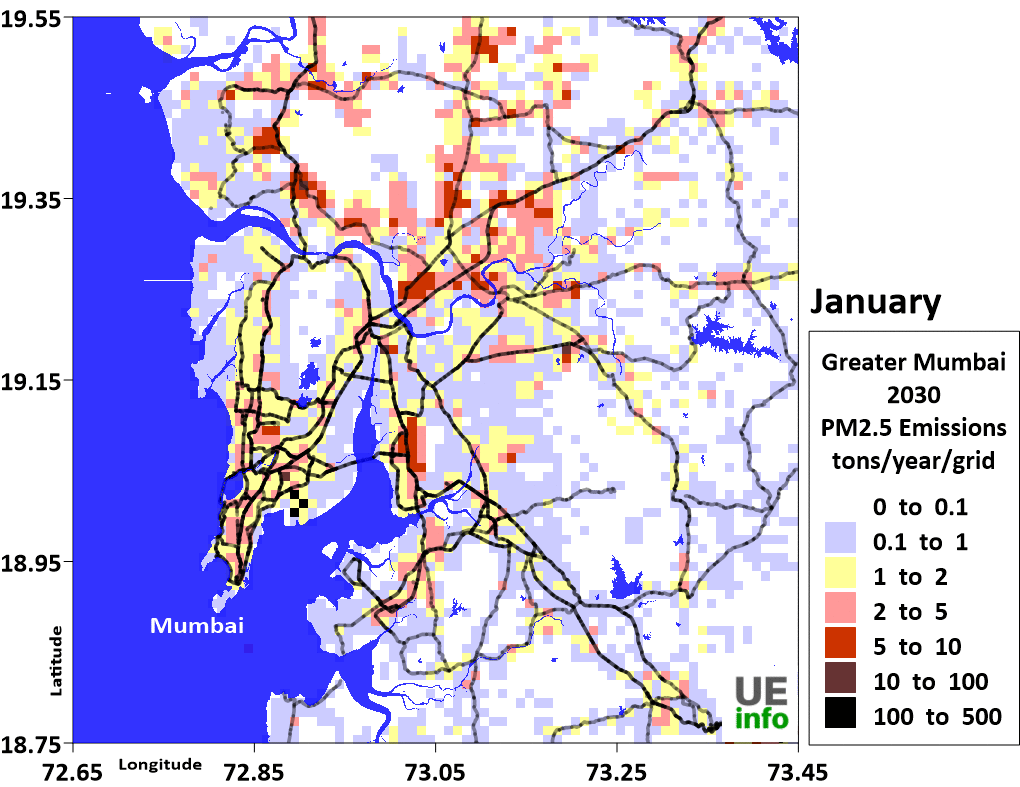 19.55
19.35
19.15
18.95
18.75
Latitude
72.65
Longitude
72.85
73.05
73.25
73.45
Mumbai
UE
info
January
Greater Mumbai
2030
PM2.5 Emissions
tons/year/grid
0 to 0.1
0.1 to 1
1 to 2
2 to 5
5 to 10
10 to 100
100 to 500